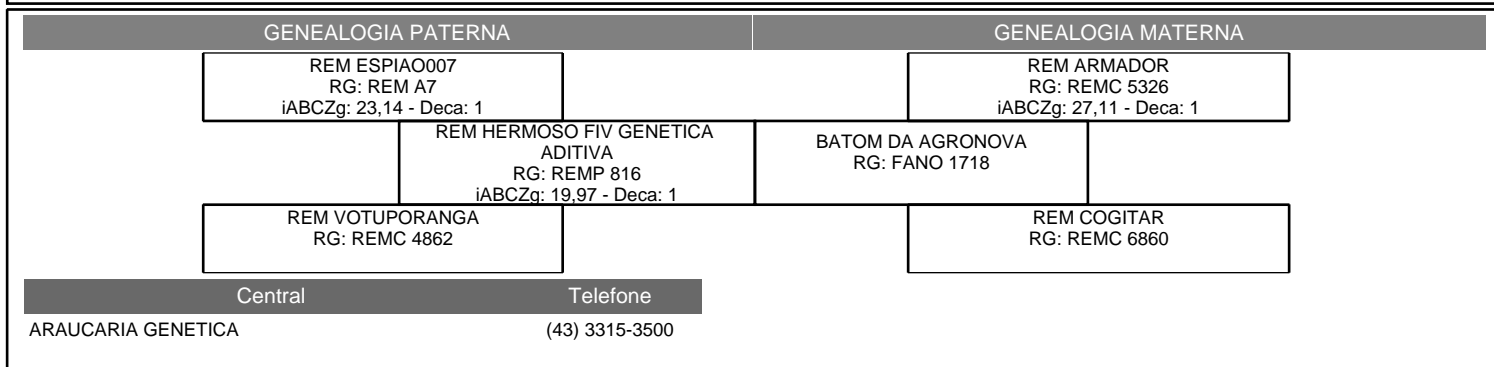 GENEALOGIA PATERNA
GENEALOGIA MATERNA
REM ESPIAO007
RG: REM A7
iABCZg: 23,14 - Deca: 1
REM ARMADOR
RG: REMC 5326
iABCZg: 27,11 - Deca: 1
REM HERMOSO FIV GENETICA
ADITIVA
RG: REMP 816
iABCZg: 19,97 - Deca: 1
BATOM DA AGRONOVA
RG: FANO 1718
REM VOTUPORANGA
RG: REMC 4862
REM COGITAR
RG: REMC 6860
Central Telefone
ARAUCARIA GENETICA (43) 3315-3500